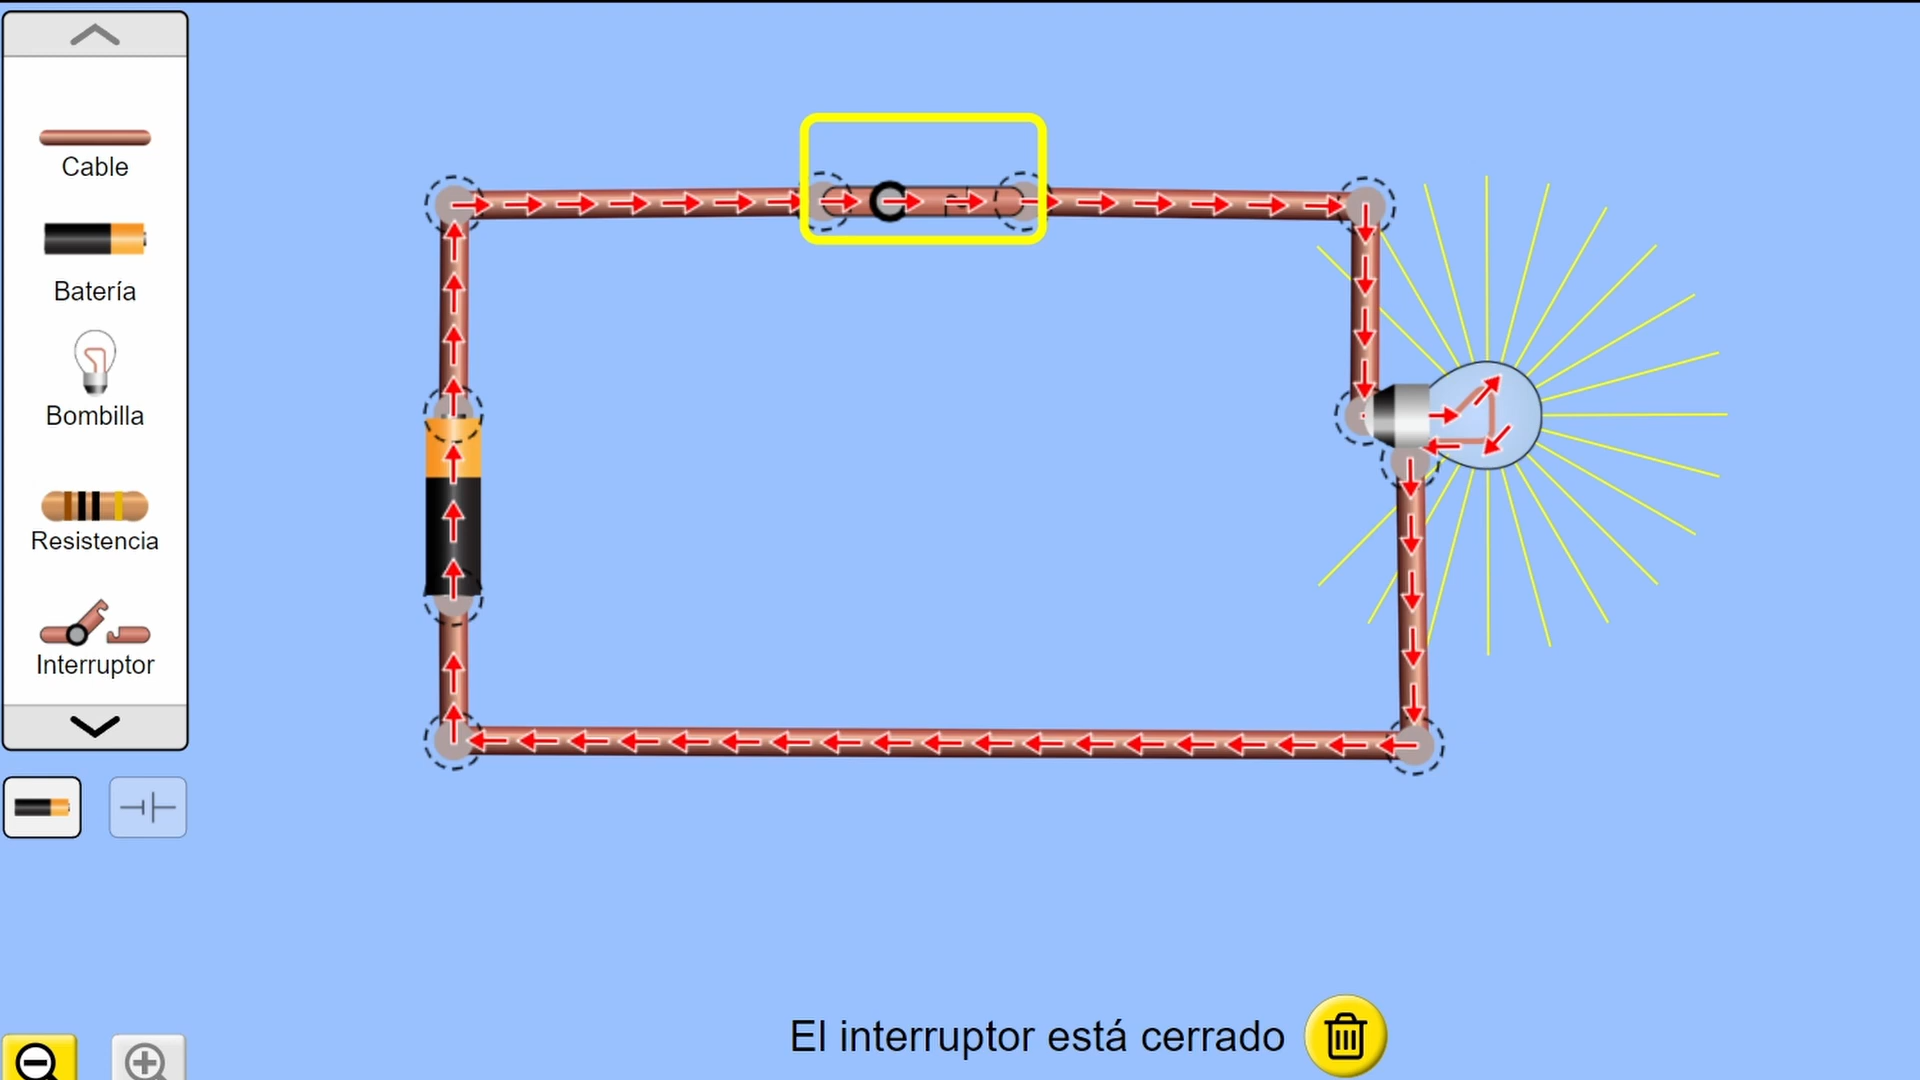 Cable
Batería
Bombilla
Resistencia
Interruptor
El interruptor está cerrado